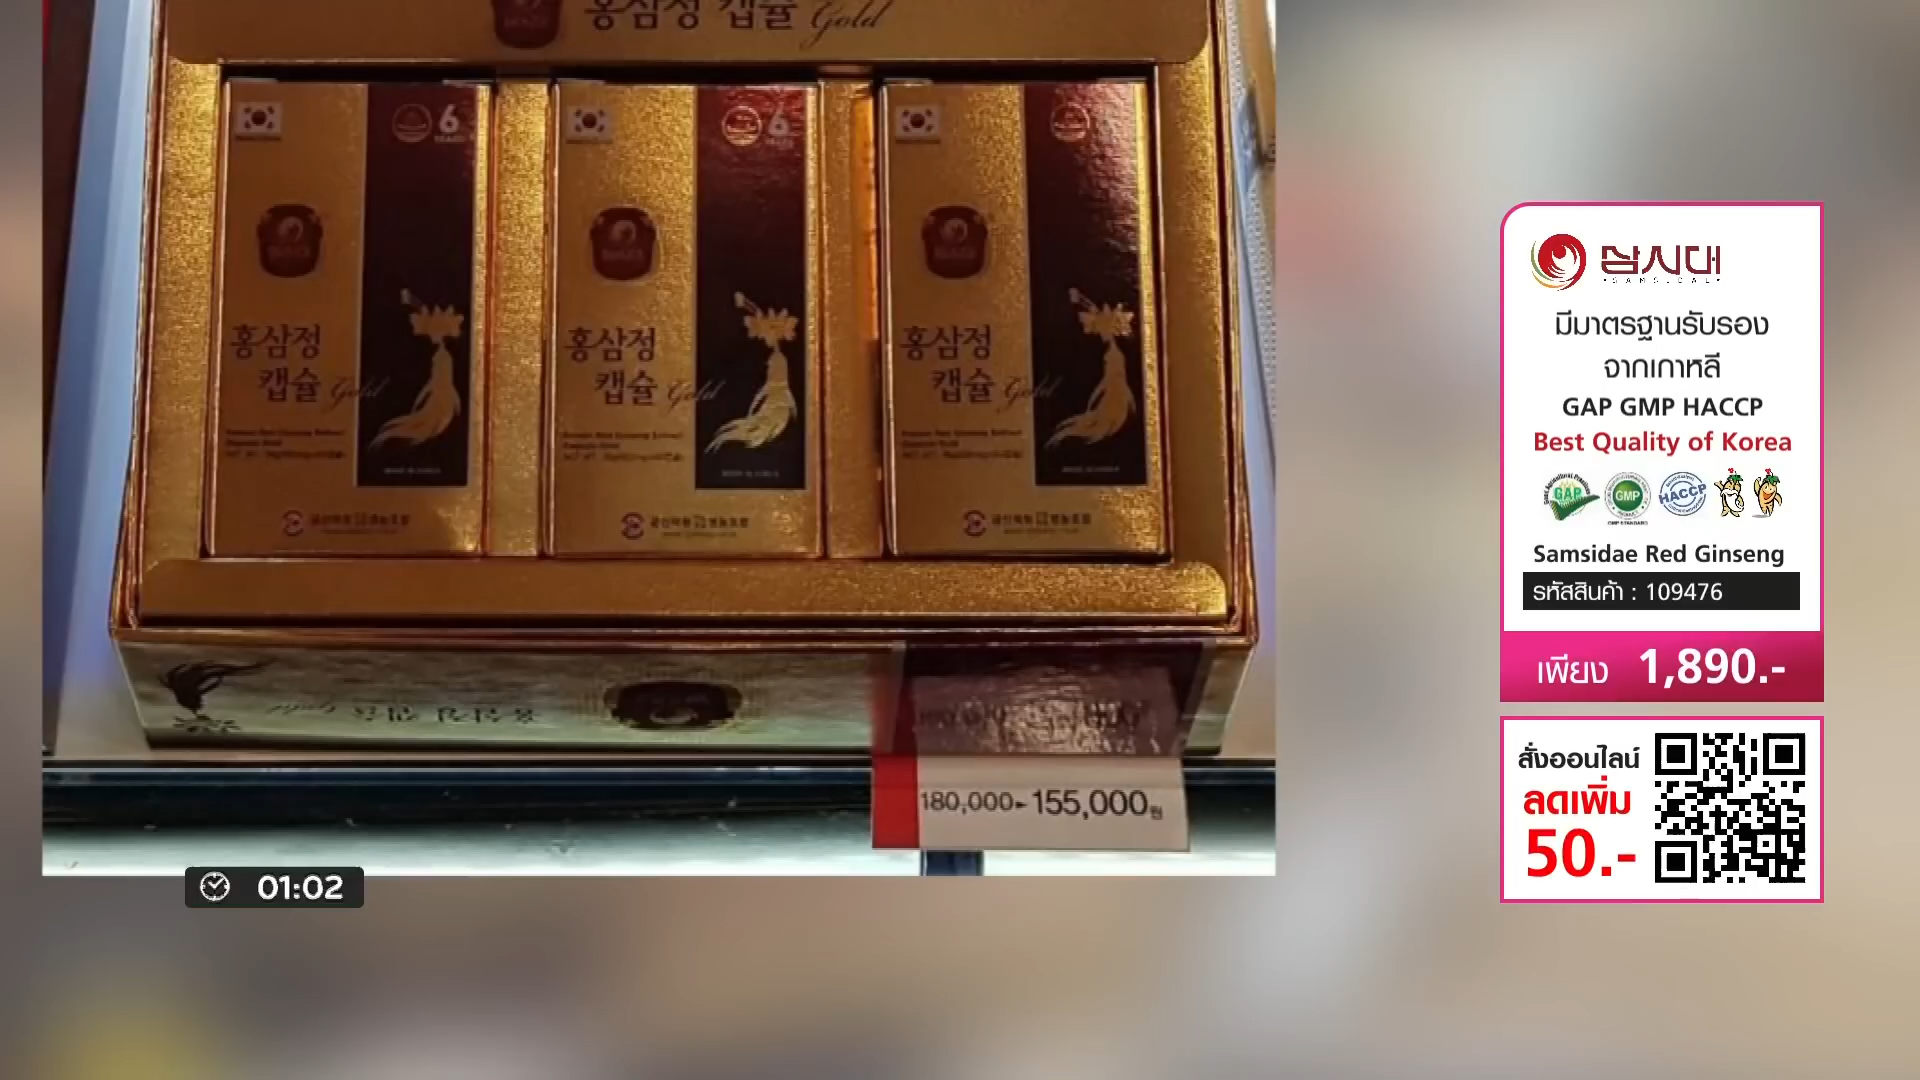 홍삼정 캡슐 Gold
6
YEARS
홍삼정
캡슐 Gold
6
YEARS
홍삼정
캡슐 Gold
홍삼정
캡슐 Gold
180,000▸155,000원
01:02
삼시대
SAMSIDAE
มีมาตรฐานรับรอง
จากเกาหลี
GAP GMP HACCP
Best Quality of Korea
GAP
GMP
HACCP
Samsidae Red Ginseng
รหัสสินค้า : 109476
เพียง 1,890.-
สั่งออนไลน์
ลดเพิ่ม
50.-